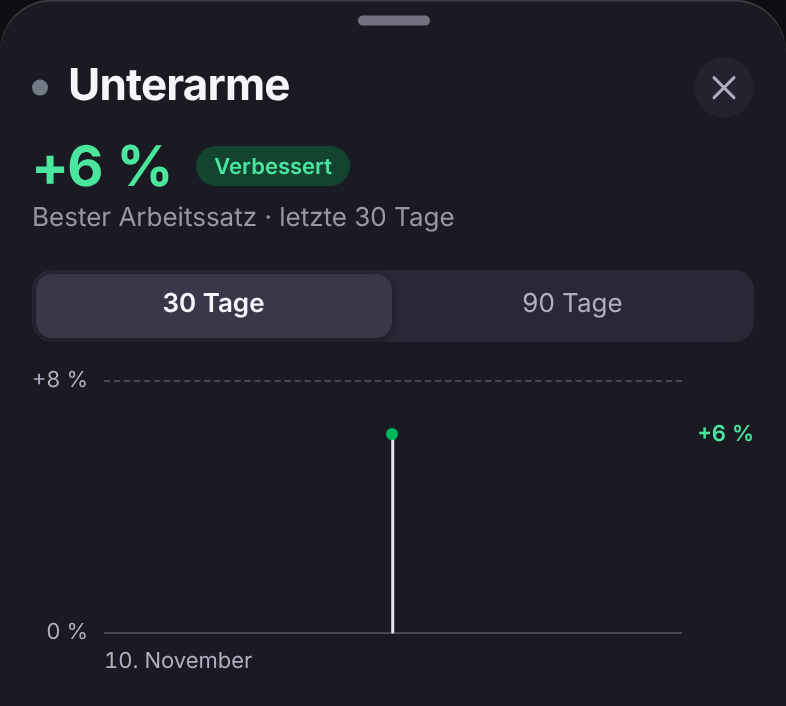 Unterarme
+6 % Verbessert
Bester Arbeitssatz · letzte 30 Tage
30 Tage 90 Tage
+8 %
+6 %
0 %
10. November